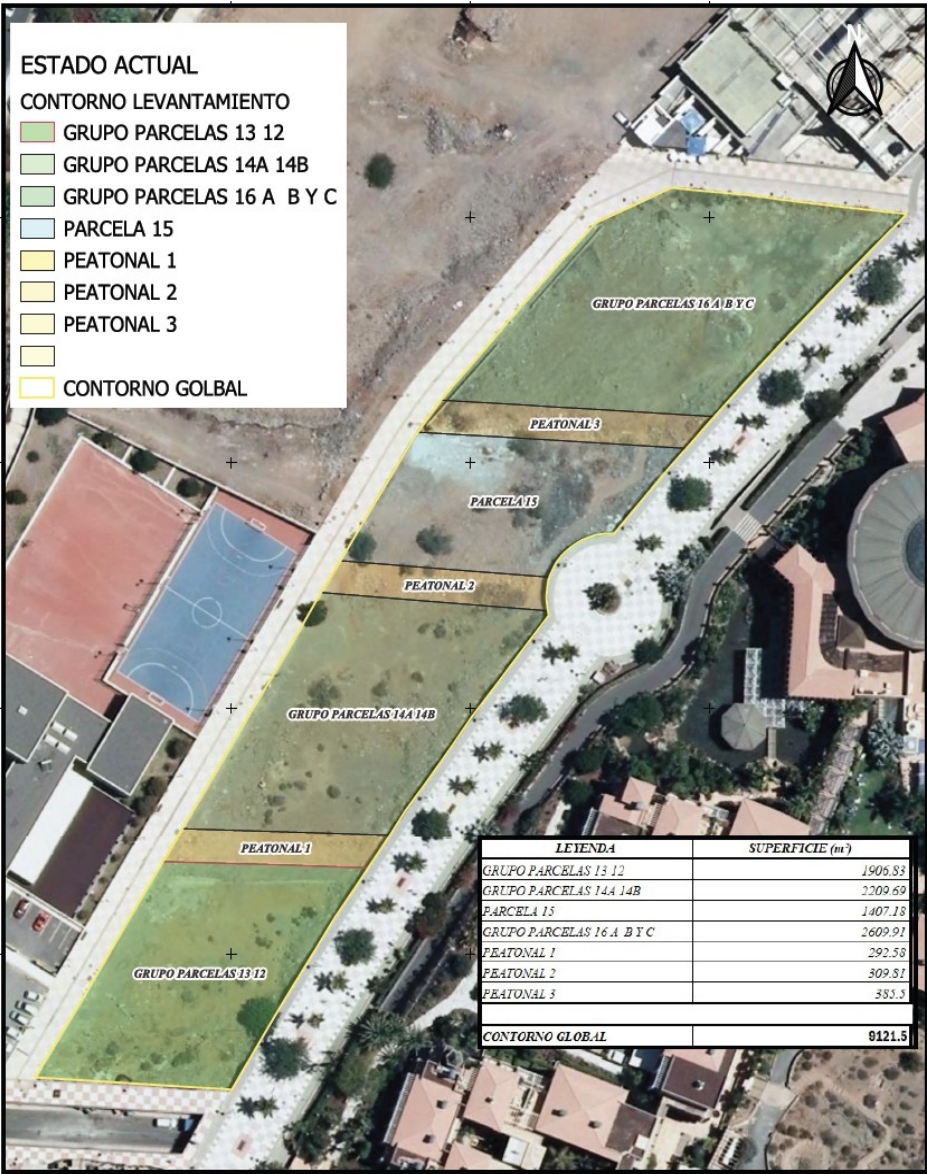 ESTADO ACTUAL
CONTORNO LEVANTAMIENTO
GRUPO PARCELAS 13 12
GRUPO PARCELAS 14A 14B
GRUPO PARCELAS 16 A B Y C
PARCELA 15
PEATONAL 1
PEATONAL 2
PEATONAL 3
CONTORNO GOLBAL
N
GRUPO PARCELAS 16 A B Y C
PEATONAL 3
PARCELA 15
PEATONAL 2
GRUPO PARCELAS 14A 14B
PEATONAL 1
GRUPO PARCELAS 13 12
LEYENDA SUPERFICIE (m²)
GRUPO PARCELAS 13 12 1906.83
GRUPO PARCELAS 14A 14B 2209.69
PARCELA 15 1407.18
GRUPO PARCELAS 16 A B Y C 2609.91
PEATONAL 1 292.58
PEATONAL 2 309.81
PEATONAL 3 385.5
CONTORNO GLOBAL 9121.5